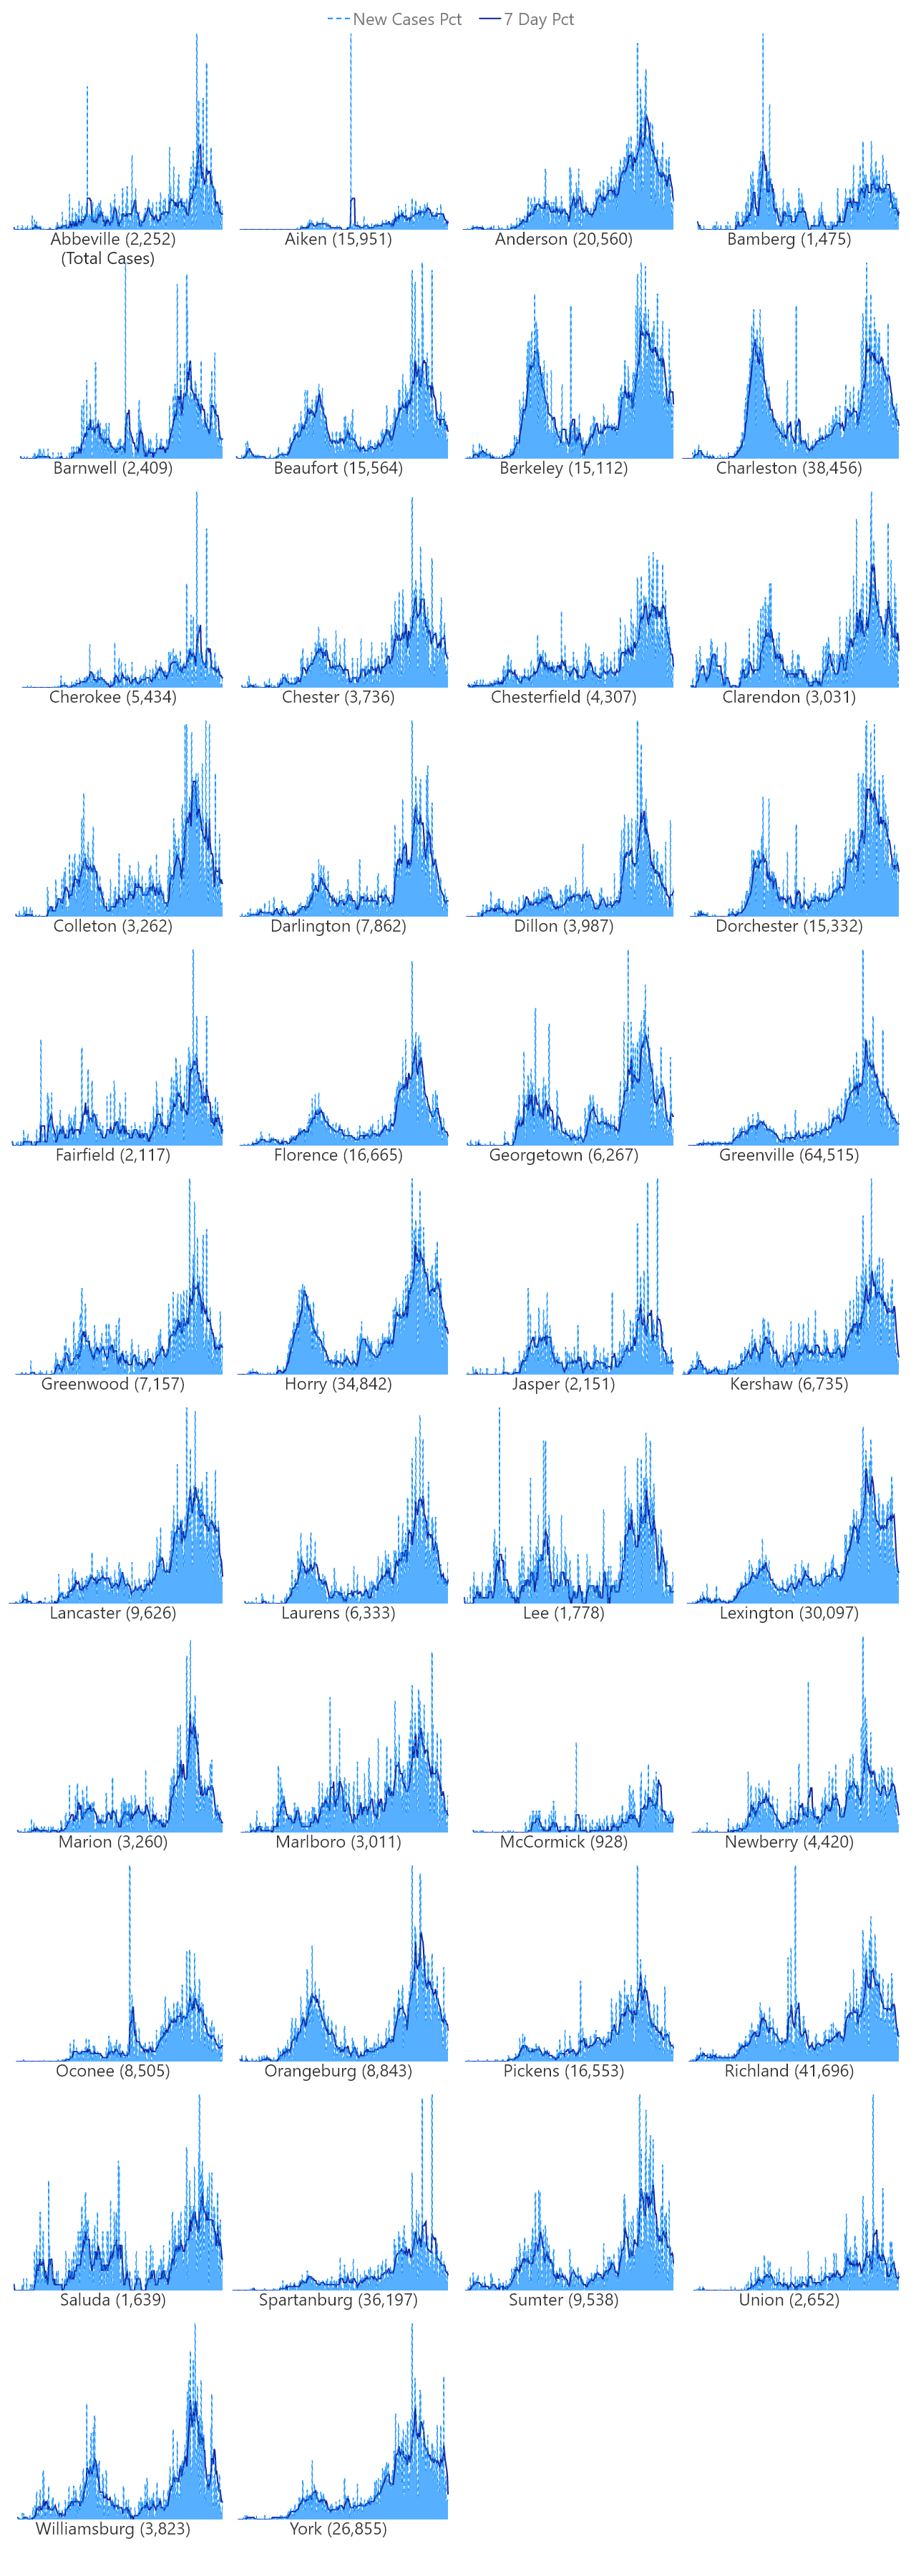 New Cases Pct 7 Day Pct
Abbeville (2,252) Aiken (15,951) Anderson (20,560) Bamberg (1,475)
(Total Cases)
Barnwell (2,409) Beaufort (15,564) Berkeley (15,112) Charleston (38,456)
Cherokee (5,434) Chester (3,736) Chesterfield (4,307) Clarendon (3,031)
Colleton (3,262) Darlington (7,862) Dillon (3,987) Dorchester (15,332)
Fairfield (2,117) Florence (16,665) Georgetown (6,267) Greenville (64,515)
Greenwood (7,157) Horry (34,842) Jasper (2,151) Kershaw (6,735)
Lancaster (9,626) Laurens (6,333) Lee (1,778) Lexington (30,097)
Marion (3,260) Marlboro (3,011) McCormick (928) Newberry (4,420)
Oconee (8,505) Orangeburg (8,843) Pickens (16,553) Richland (41,696)
Saluda (1,639) Spartanburg (36,197) Sumter (9,538) Union (2,652)
Williamsburg (3,823) York (26,855)